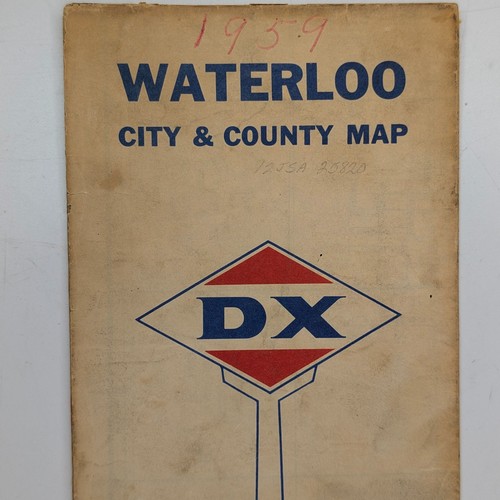 1959
WATERLOO
CITY & COUNTY MAP
DX